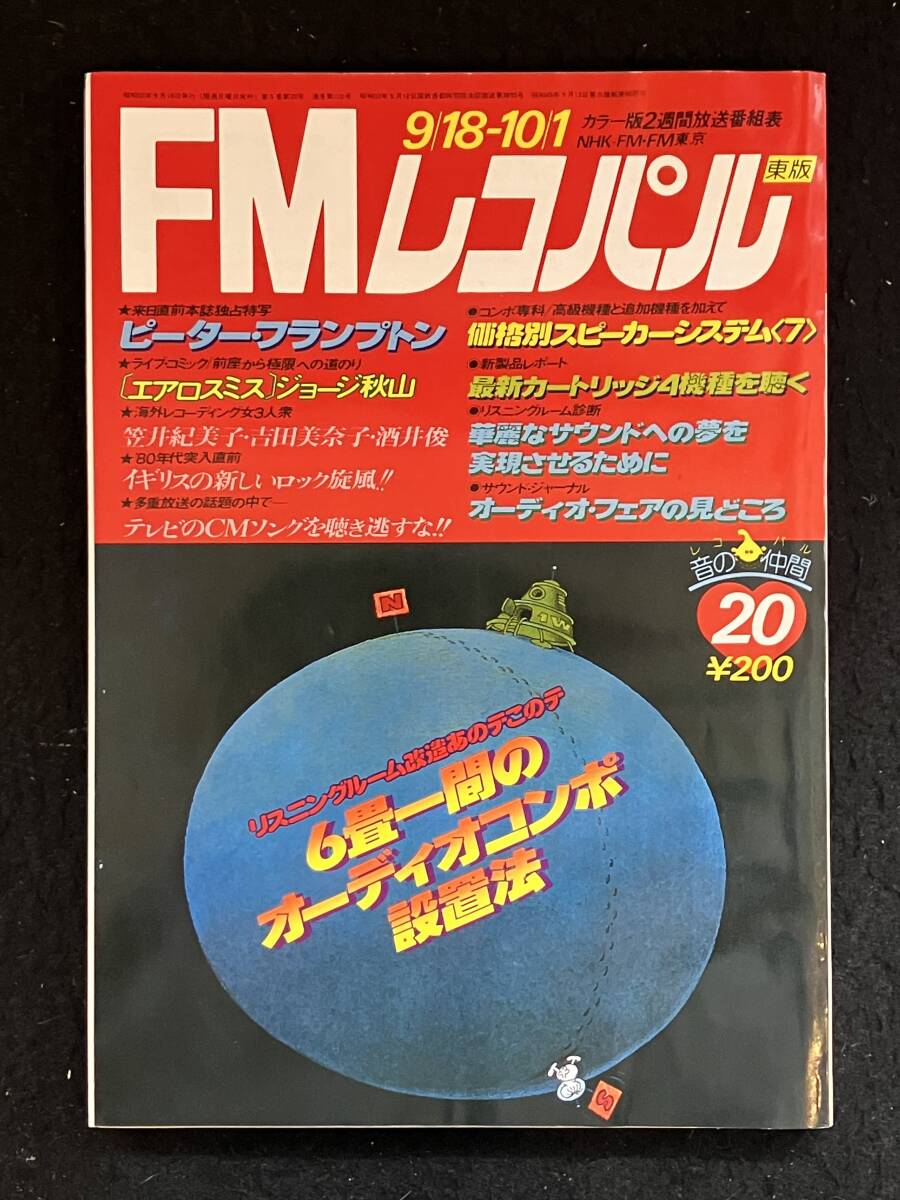 9/18-10/1
カラー版2週間放送番組表
NHK-FM・FM東京
FMレコパル
東版
★来日直前本誌独占特写
ピーター・フランプトン
★ライブ・コミック/前座から極限への道のり
〔エアロスミス〕ジョージ秋山
★海外レコーディング女3人衆
笠井紀美子・吉田美奈子・酒井俊
★'80年代突入直前
イギリスの新しいロック旋風!!
★多重放送の話題の中で—
テレビのCMソングを聴き逃すな!!
●コンポ専科/高級機種と追加機種を加えて
価格別スピーカーシステム〈7〉
●新製品レポート
最新カートリッジ4機種を聴く
●リスニングルーム診断
華麗なサウンドへの夢を
実現させるために
●サウンド・ジャーナル
オーディオ・フェアの見どころ
レコパル
音の仲間
20
¥200
N
1W
リスニングルーム改造あのテこのテ
6畳一間の
オーディオコンポ
設置法
S